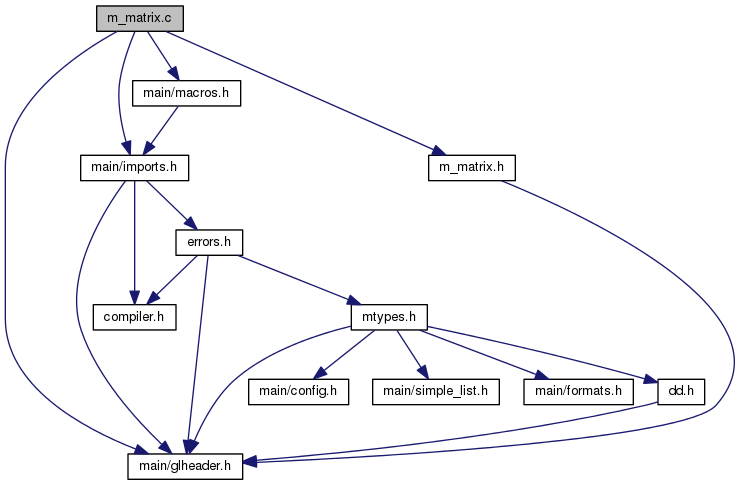 m_matrix.c
main/macros.h
main/imports.h
m_matrix.h
errors.h
compiler.h
mtypes.h
main/config.h
main/simple_list.h
main/formats.h
dd.h
main/glheader.h